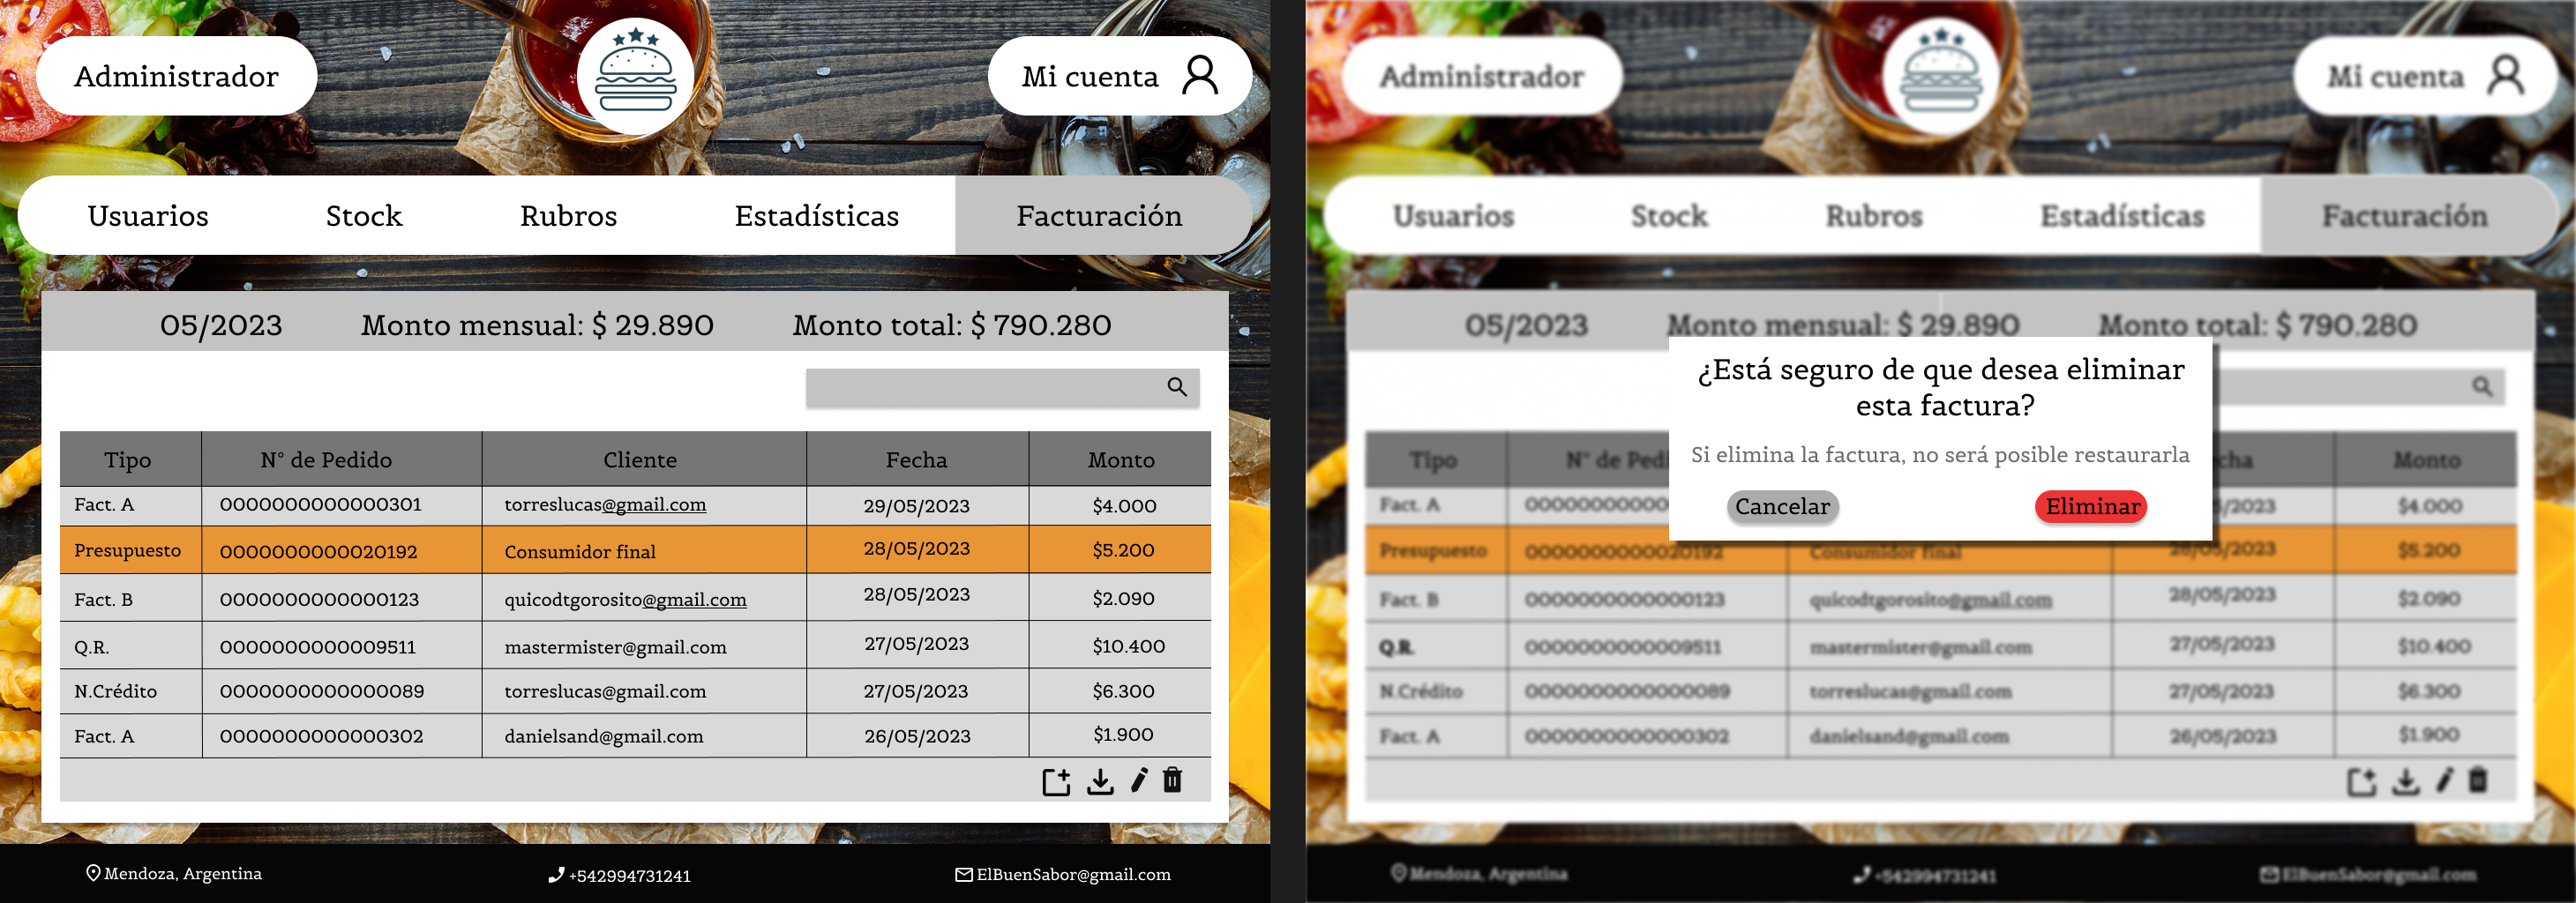 Administrador
Mi cuenta
Usuarios Stock Rubros Estadísticas Facturación
05/2023 Monto mensual: $ 29.890 Monto total: $ 790.280
Tipo N° de Pedido Cliente Fecha Monto
Fact. A 0000000000000301 torreslucas@gmail.com 29/05/2023 $4.000
Presupuesto 0000000000020192 Consumidor final 28/05/2023 $5.200
Fact. B 0000000000000123 quicodtgorosito@gmail.com 28/05/2023 $2.090
Q.R. 0000000000009511 mastermister@gmail.com 27/05/2023 $10.400
N.Crédito 0000000000000089 torreslucas@gmail.com 27/05/2023 $6.300
Fact. A 0000000000000302 danielsand@gmail.com 26/05/2023 $1.900
Mendoza, Argentina +542994731241 ElBuenSabor@gmail.com
Administrador
Mi cuenta
Usuarios Stock Rubros Estadísticas Facturación
05/2023 Monto mensual: $ 29.890 Monto total: $ 790.280
¿Está seguro de que desea eliminar
esta factura?
Si elimina la factura, no será posible restaurarla
Cancelar Eliminar
Tipo N° de Monto
Fact. A $4.000
Presupuesto 0000000000020192 Consumidor final 28/05/2023 $5.200
Fact. B 0000000000000123 quicodtgorosito@gmail.com 28/05/2023 $2.090
Q.R. 0000000000009511 mastermister@gmail.com 27/05/2023 $10.400
N.Crédito 0000000000000089 torreslucas@gmail.com 27/05/2023 $6.300
Fact. A 0000000000000302 danielsand@gmail.com 26/05/2023 $1.900
Mendoza, Argentina +542994731241 ElBuenSabor@gmail.com